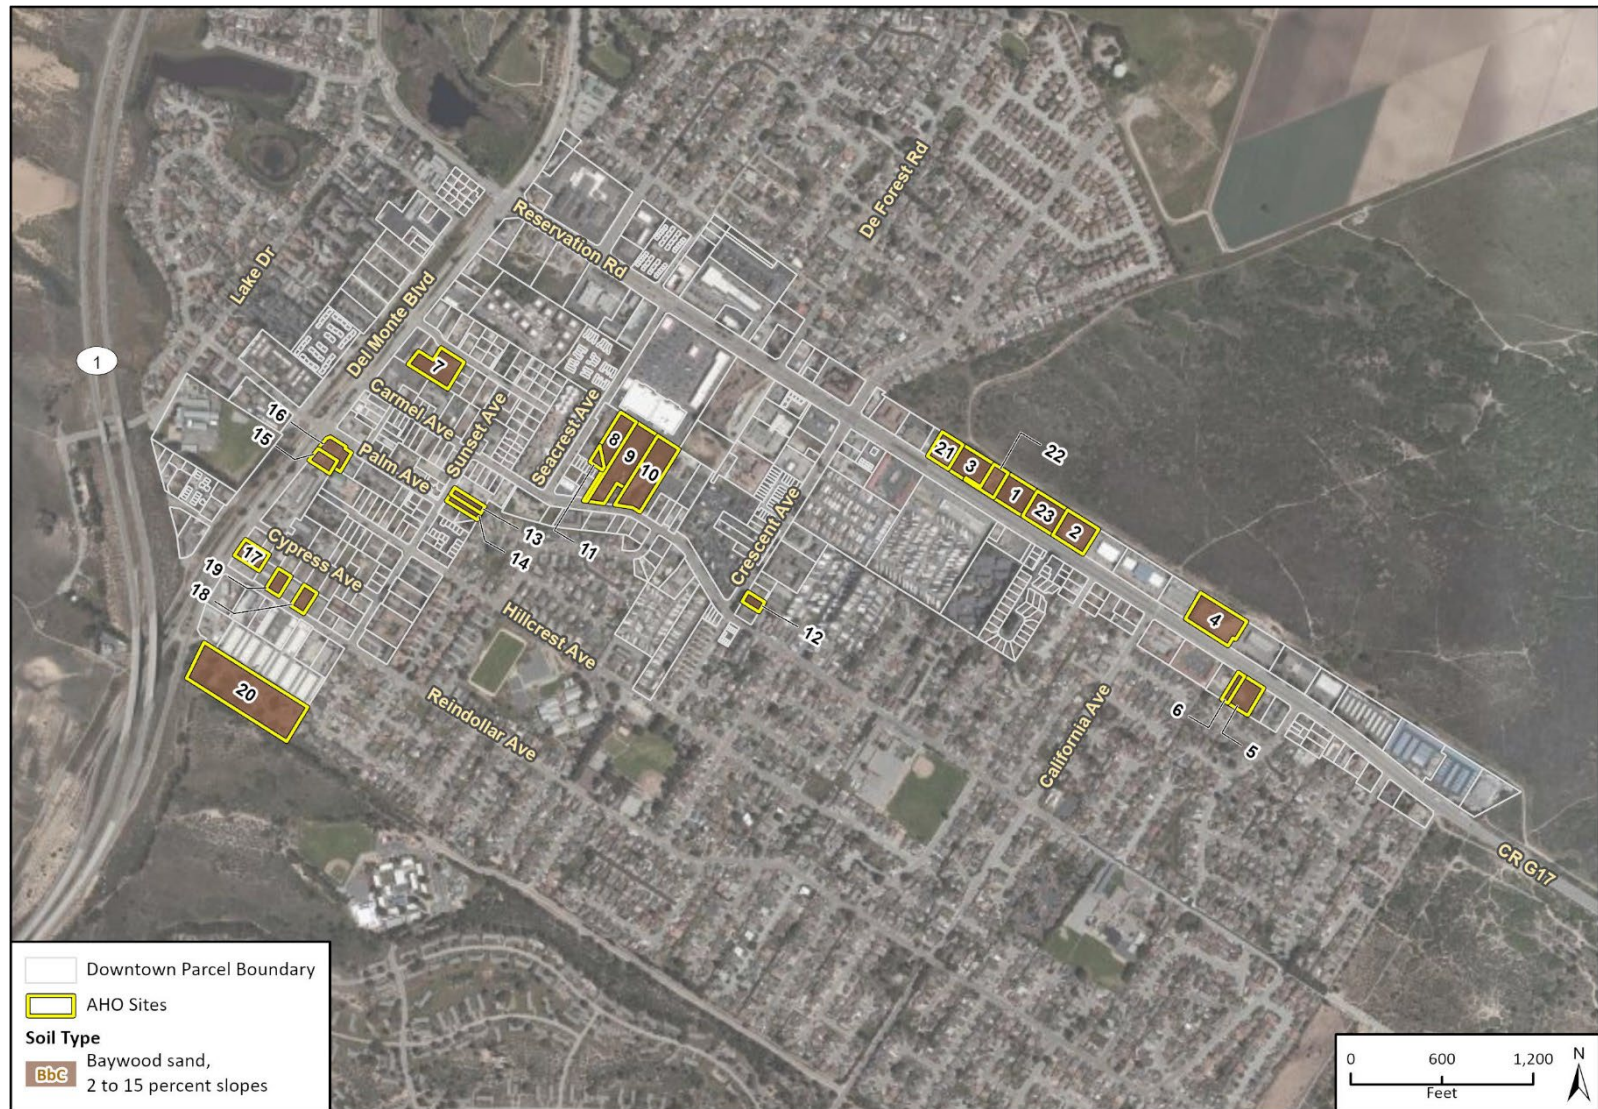 De Forest Rd
Reservation Rd
Lake Dr
Del Monte Blvd
1
7
Carmel Ave
Sunset Ave
Seacrest Ave
16
15
Palm Ave
8
9
10
21
3
22
1
23
2
13
14
11
Crescent Ave
12
Cypress Ave
17
19
18
Hillcrest Ave
4
20
Reindollar Ave
6
5
California Ave
CR G17
Downtown Parcel Boundary
AHO Sites
Soil Type
BbC
Baywood sand,
2 to 15 percent slopes
0 600 1,200
Feet
N